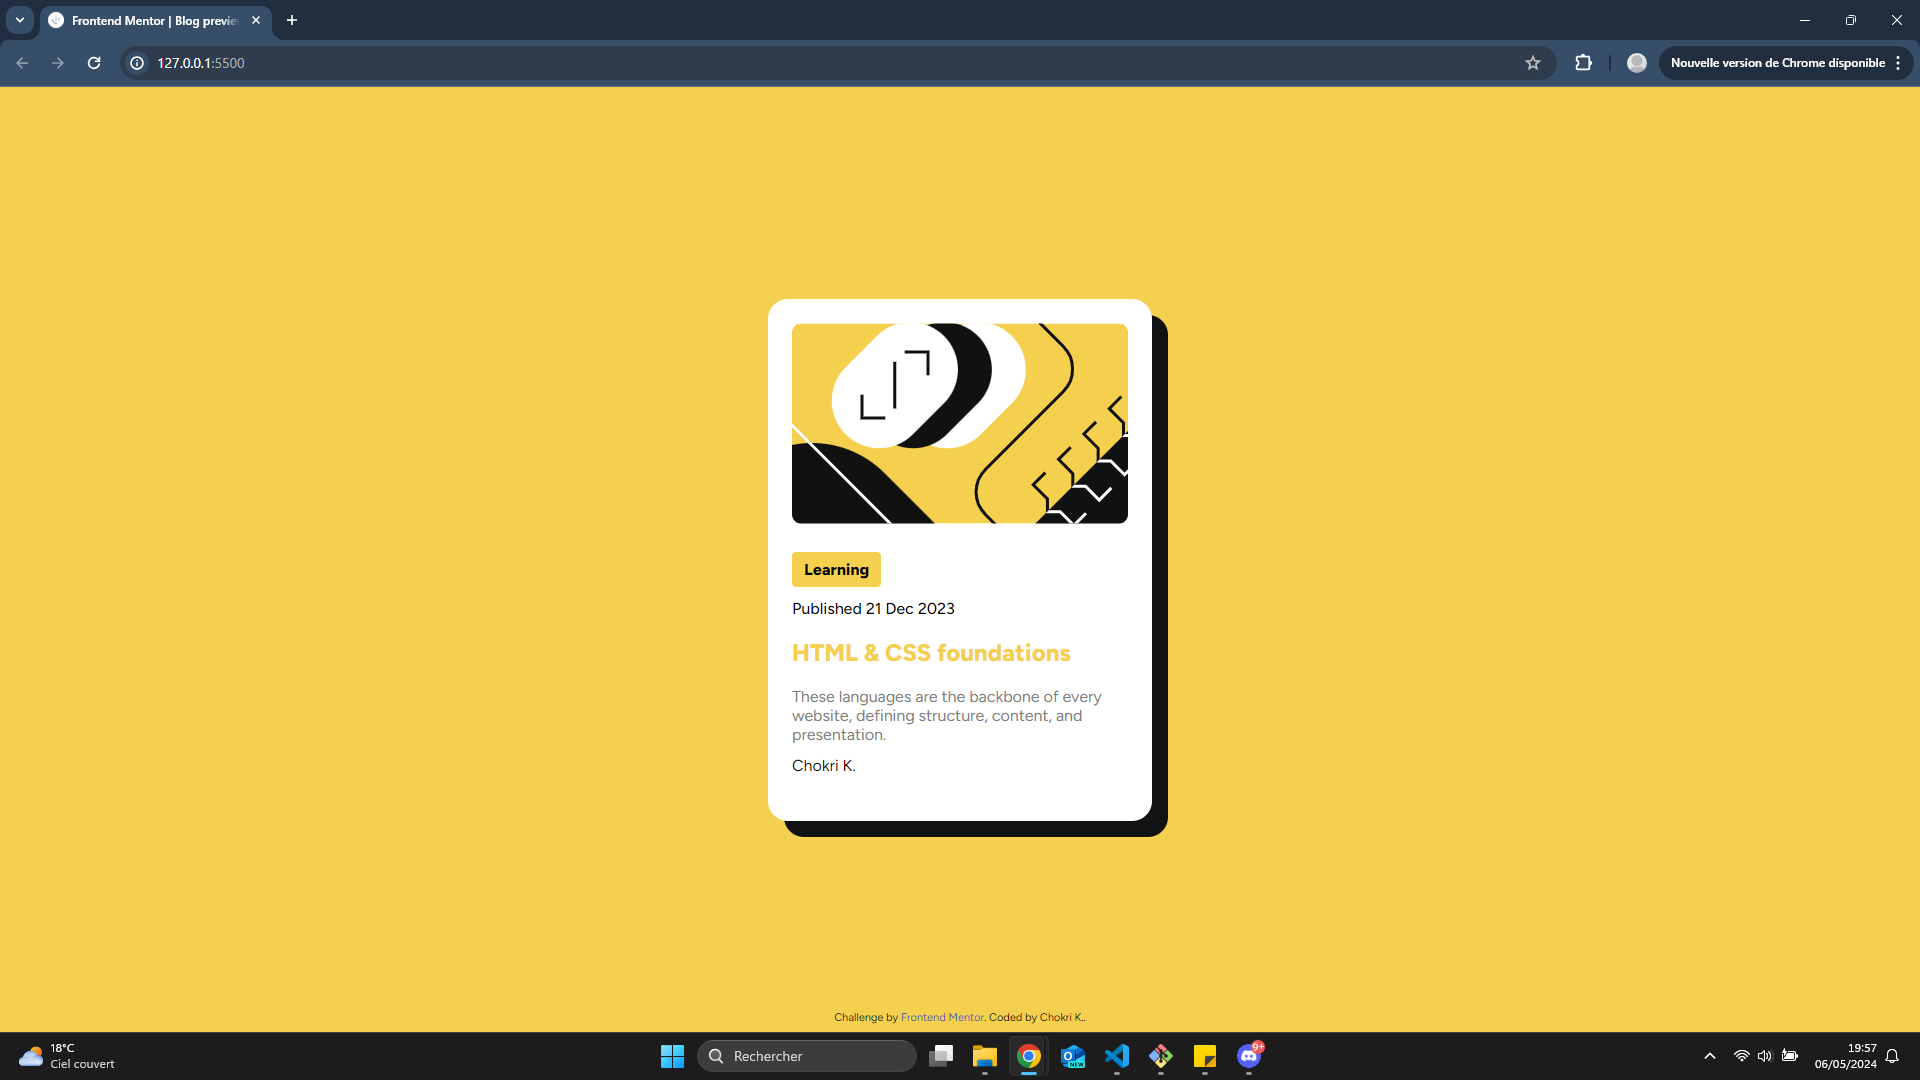 Frontend Mentor | Blog previe
127.0.0.1:5500
Nouvelle version de Chrome disponible
Learning
Published 21 Dec 2023
HTML & CSS foundations
These languages are the backbone of every
website, defining structure, content, and
presentation.
Chokri K.
Challenge by Frontend Mentor. Coded by Chokri K..
18°C
Ciel couvert
Rechercher
NEW
9+
19:57
06/05/2024